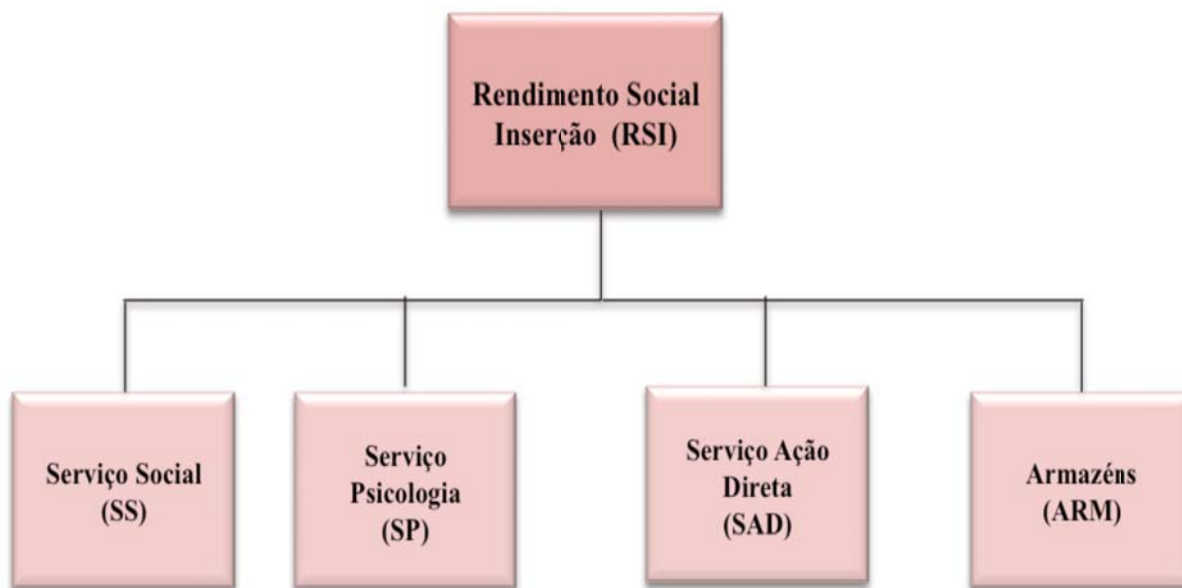 Rendimento Social
Inserção (RSI)
Serviço Social
(SS)
Serviço
Psicologia
(SP)
Serviço Ação
Direta
(SAD)
Armazéns
(ARM)